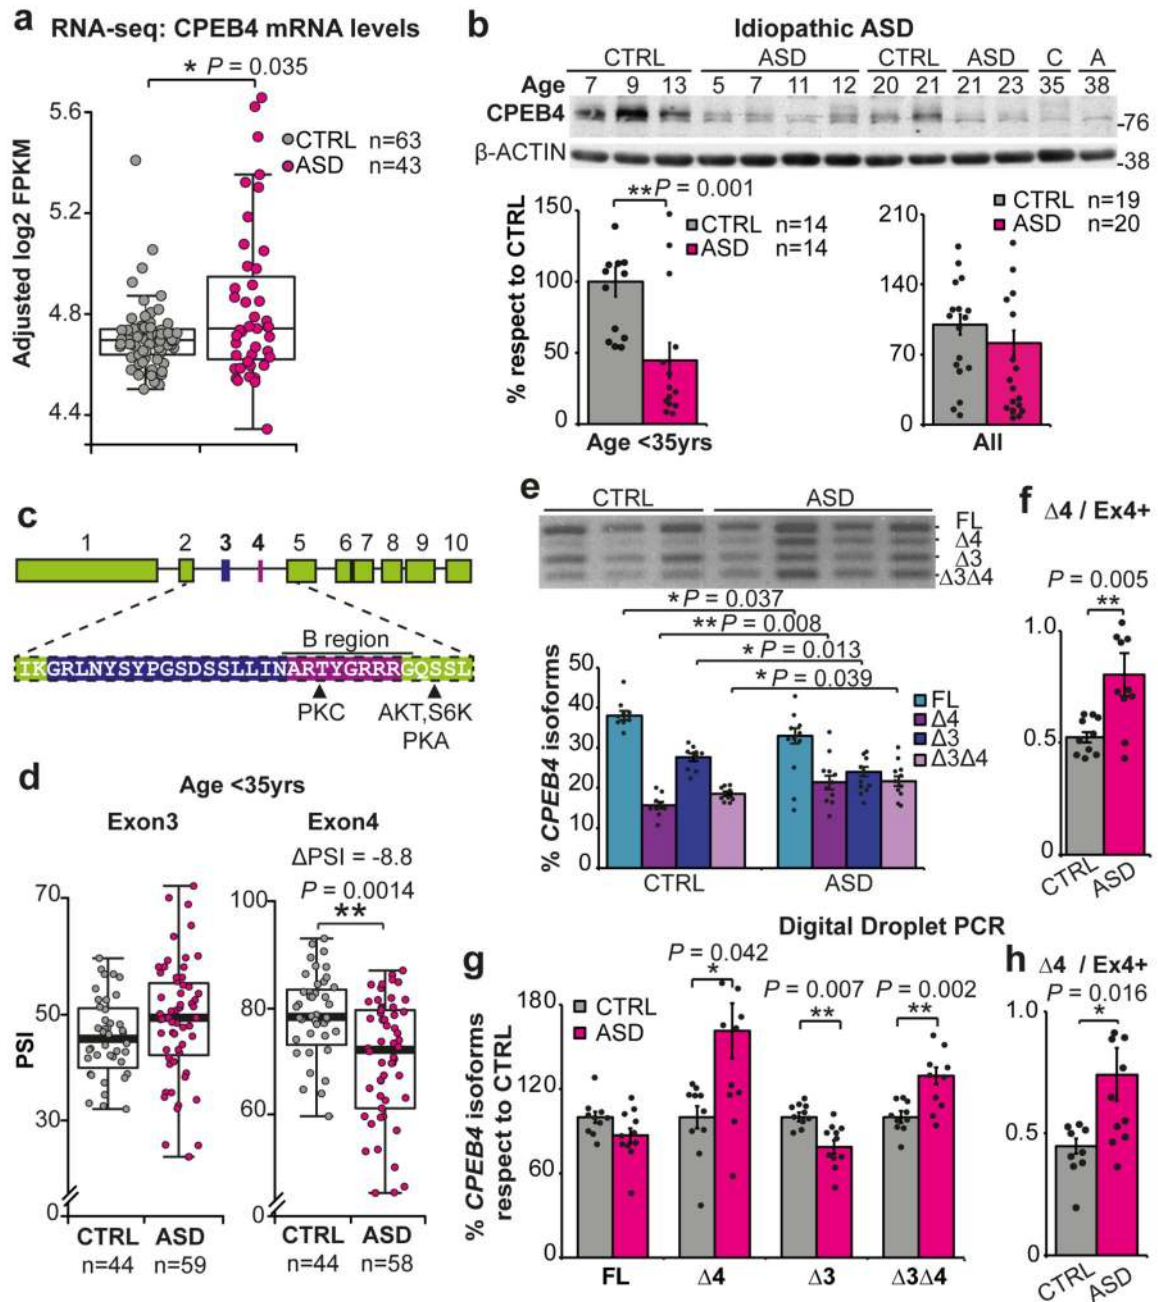 a RNA-seq: CPEB4 mRNA levels
* P = 0.035
Adjusted log2 FPKM
5.6
5.2
4.8
4.4
CTRL n=63
ASD n=43
b Idiopathic ASD
CTRL ASD CTRL ASD C A
Age 7 9 13 5 7 11 12 20 21 21 23 35 38
CPEB4 -76
β-ACTIN -38
% respect to CTRL
** P = 0.001
150
100
50
0
CTRL n=14
ASD n=14
Age <35yrs
210
140
70
0
CTRL n=19
ASD n=20
All
c
1 2 3 4 5 6 7 8 9 10
B region
IKGRLNYSYPGSDSSLLINARTYGRRRGQSSL
PKC AKT,S6K
PKA
d Age <35yrs
Exon3 Exon4
ΔPSI = -8.8
P = 0.0014
**
PSI
70
50
30
0
100
80
60
0
CTRL ASD CTRL ASD
n=44 n=59 n=44 n=58
e
CTRL ASD
FL
Δ4
Δ3
Δ3Δ4
* P = 0.037
** P = 0.008
* P = 0.013
* P = 0.039
% CPEB4 isoforms
50
40
30
20
10
0
FL
Δ4
Δ3
Δ3Δ4
CTRL ASD
f Δ4 / Ex4+
P = 0.005
**
1.0
0.5
0
CTRL ASD
Digital Droplet PCR
g
% CPEB4 isoforms
respect to CTRL
180
120
60
0
CTRL
ASD
P = 0.042
*
P = 0.007
**
P = 0.002
**
FL Δ4 Δ3 Δ3Δ4
h Δ4 / Ex4+
P = 0.016
*
1.0
0.5
0
CTRL ASD